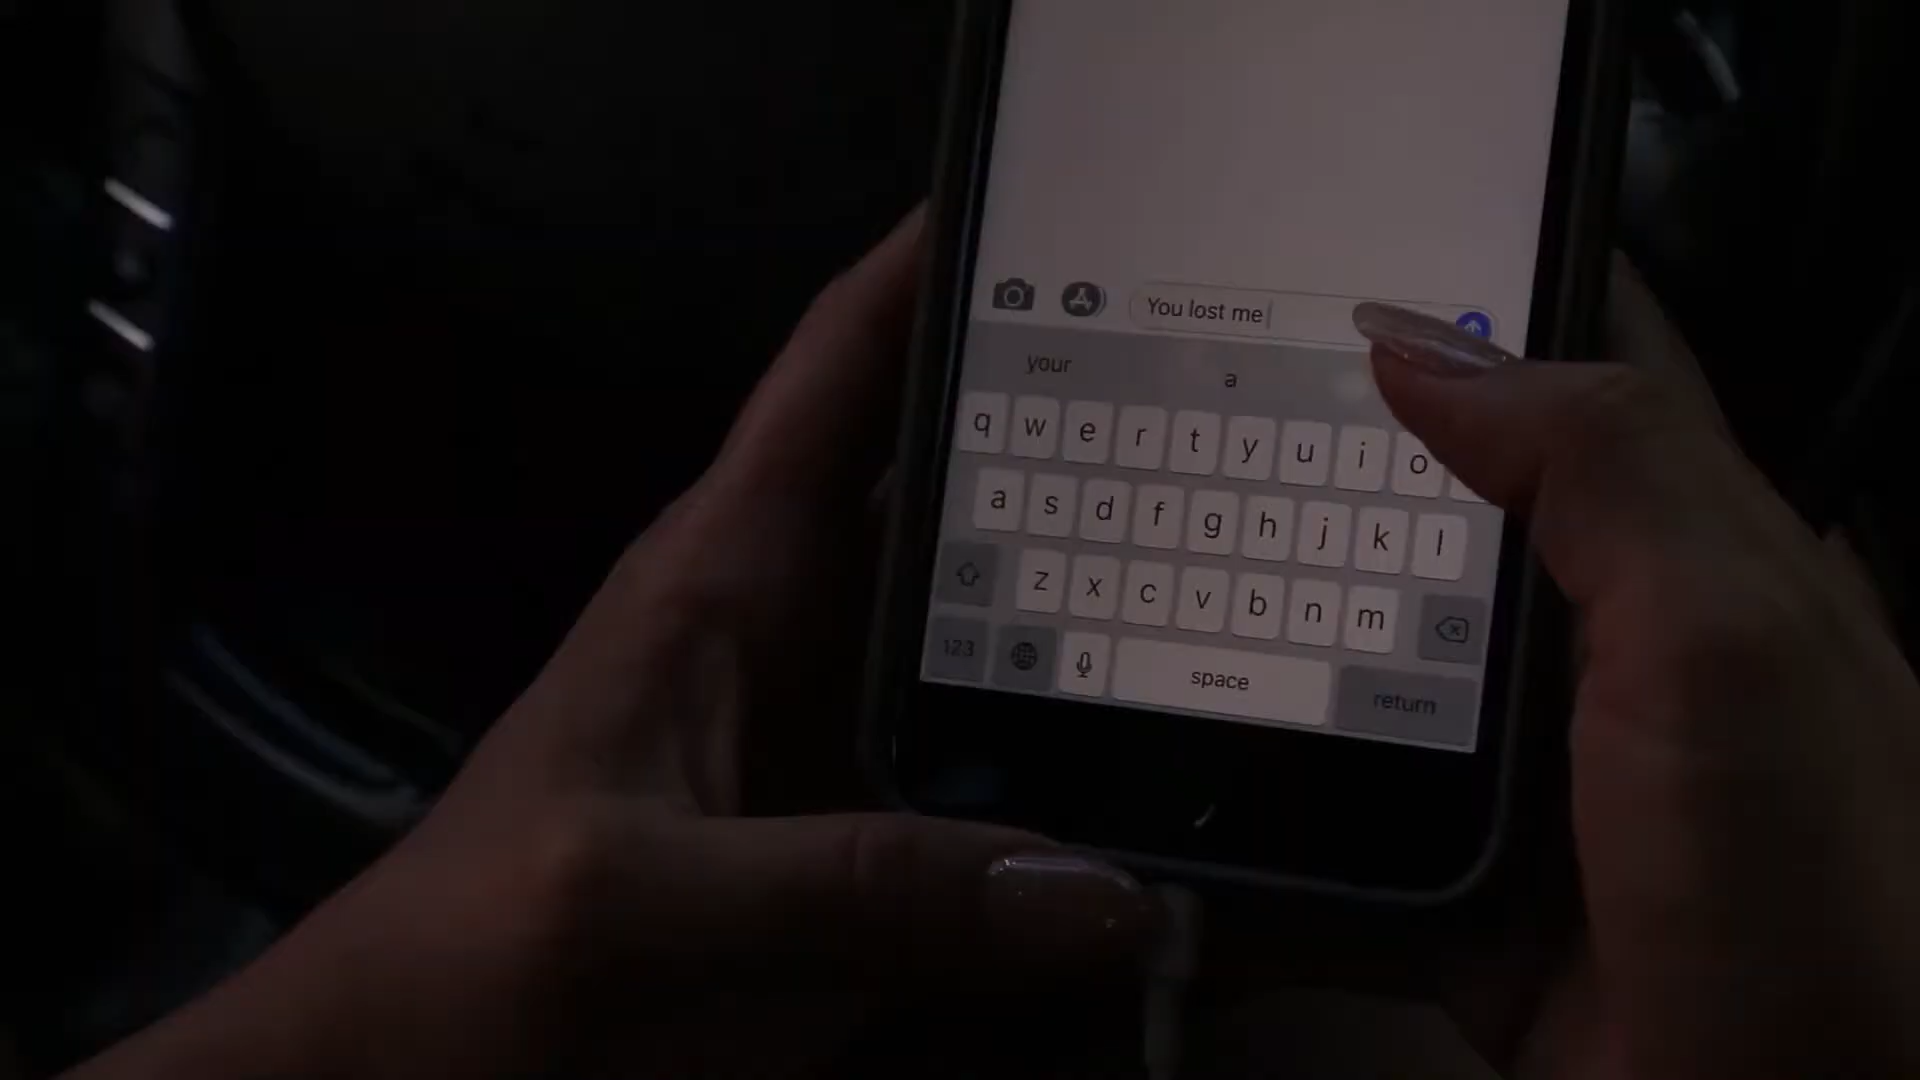 You lost me
your a
q w e r t y u i o
a s d f g h j k l
z x c v b n m
123 space return